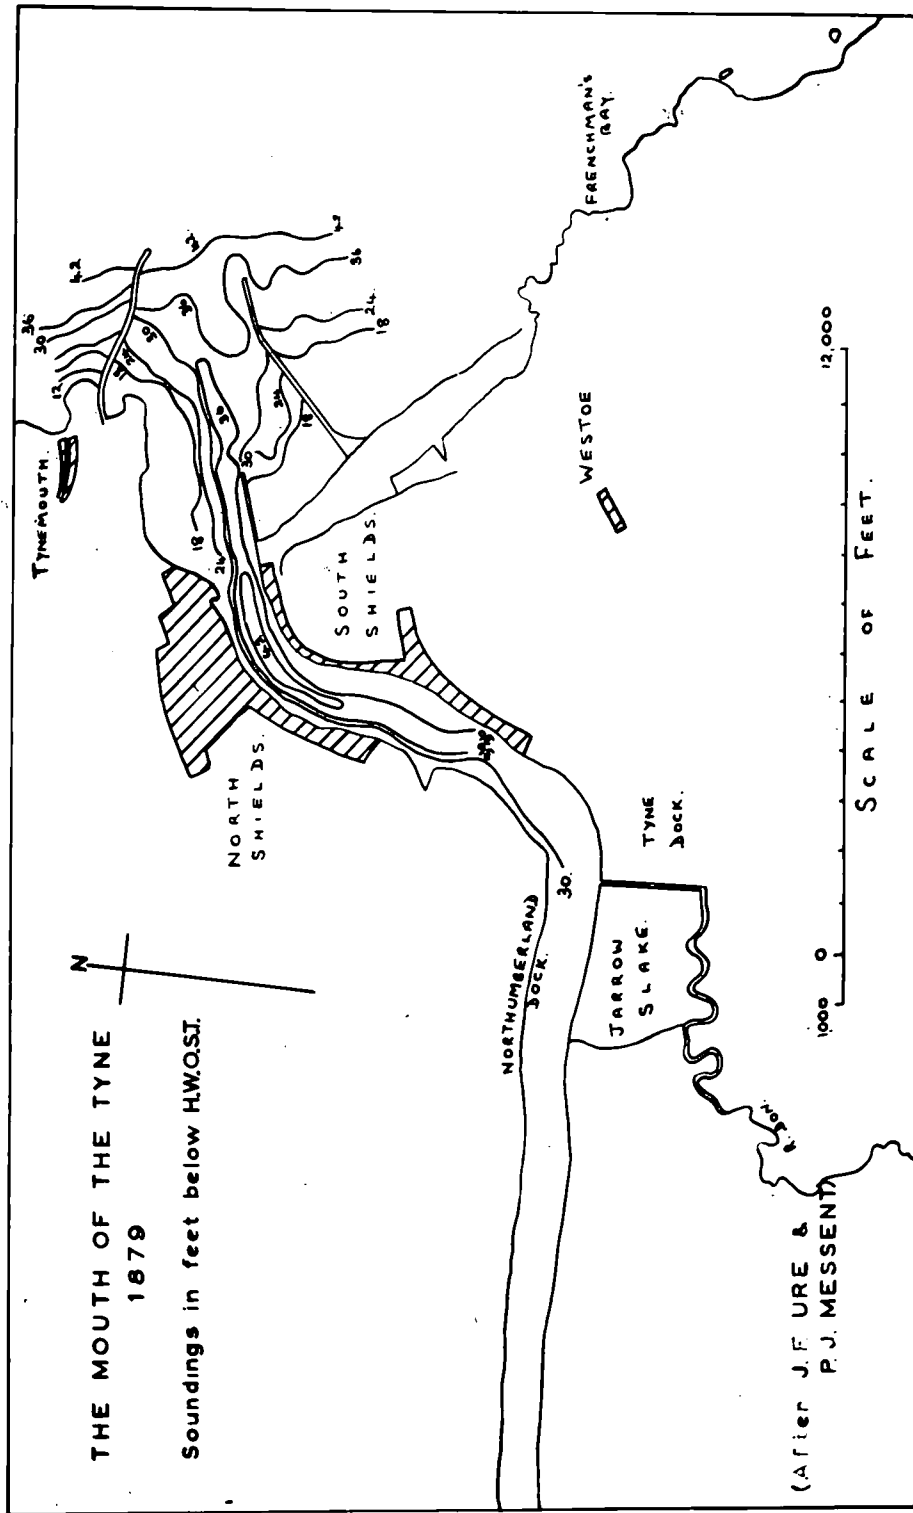 THE MOUTH OF THE TYNE
1879
Soundings in feet below H.W.O.S.T.
N
TYNEMOUTH.
NORTH
SHIELDS.
SOUTH
SHIELDS.
FRENCHMAN'S
BAY.
WESTOE
NORTHUMBERLAND
DOCK.
JARROW
SLAKE.
TYNE
DOCK.
R. DON
12
18
24
30
36
42
30
30
42
42
36
24
18
24
18
30
30
18
24
30.
1000
0
12,000
SCALE OF FEET.
(After J.F. URE &
P.J. MESSENT)